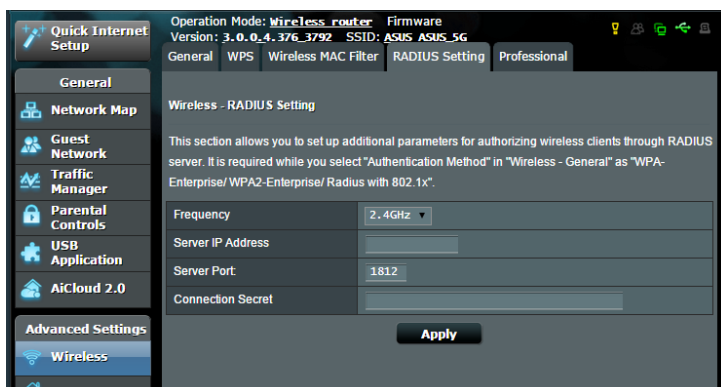 Quick Internet
Setup
General
Network Map
Guest
Network
Traffic
Manager
Parental
Controls
USB
Application
AiCloud 2.0
Advanced Settings
Wireless
Operation Mode: Wireless router Firmware
Version: 3.0.0.4.376_3792 SSID: ASUS ASUS_5G
General WPS Wireless MAC Filter RADIUS Setting Professional
Wireless - RADIUS Setting
This section allows you to set up additional parameters for authorizing wireless clients through RADIUS
server. It is required while you select "Authentication Method" in "Wireless - General" as "WPA-
Enterprise/ WPA2-Enterprise/ Radius with 802.1x".
Frequency 2.4GHz
Server IP Address
Server Port: 1812
Connection Secret
Apply